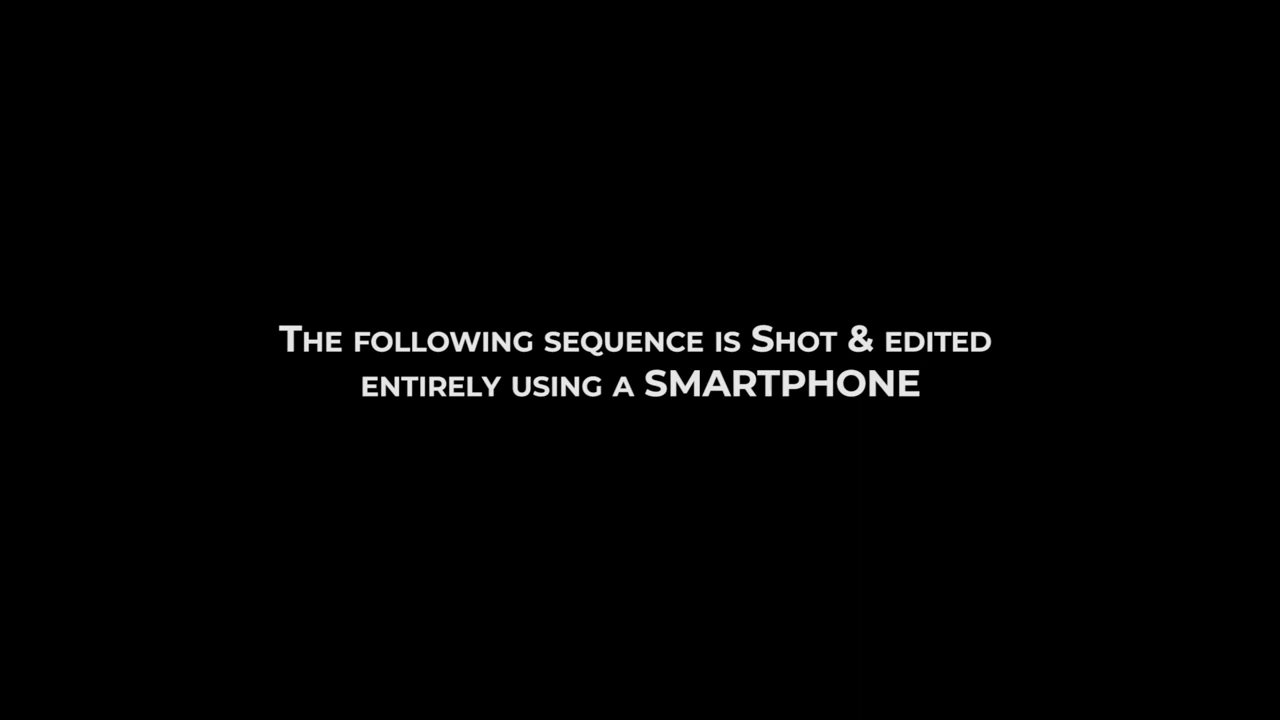 The following sequence is Shot & edited
entirely using a SMARTPHONE